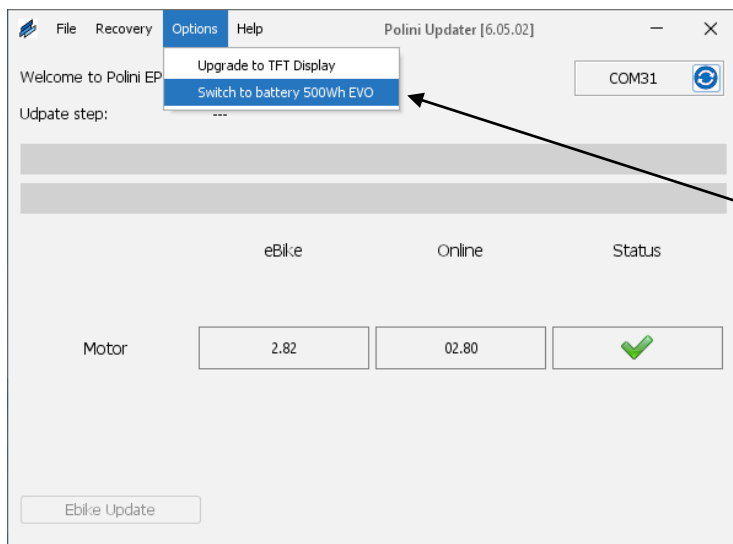 File Recovery Options Help Polini Updater [6.05.02]
Upgrade to TFT Display
Welcome to Polini EP
COM31
Switch to battery 500Wh EVO
Udpate step: ---
eBike Online Status
Motor 2.82 02.80
Ebike Update